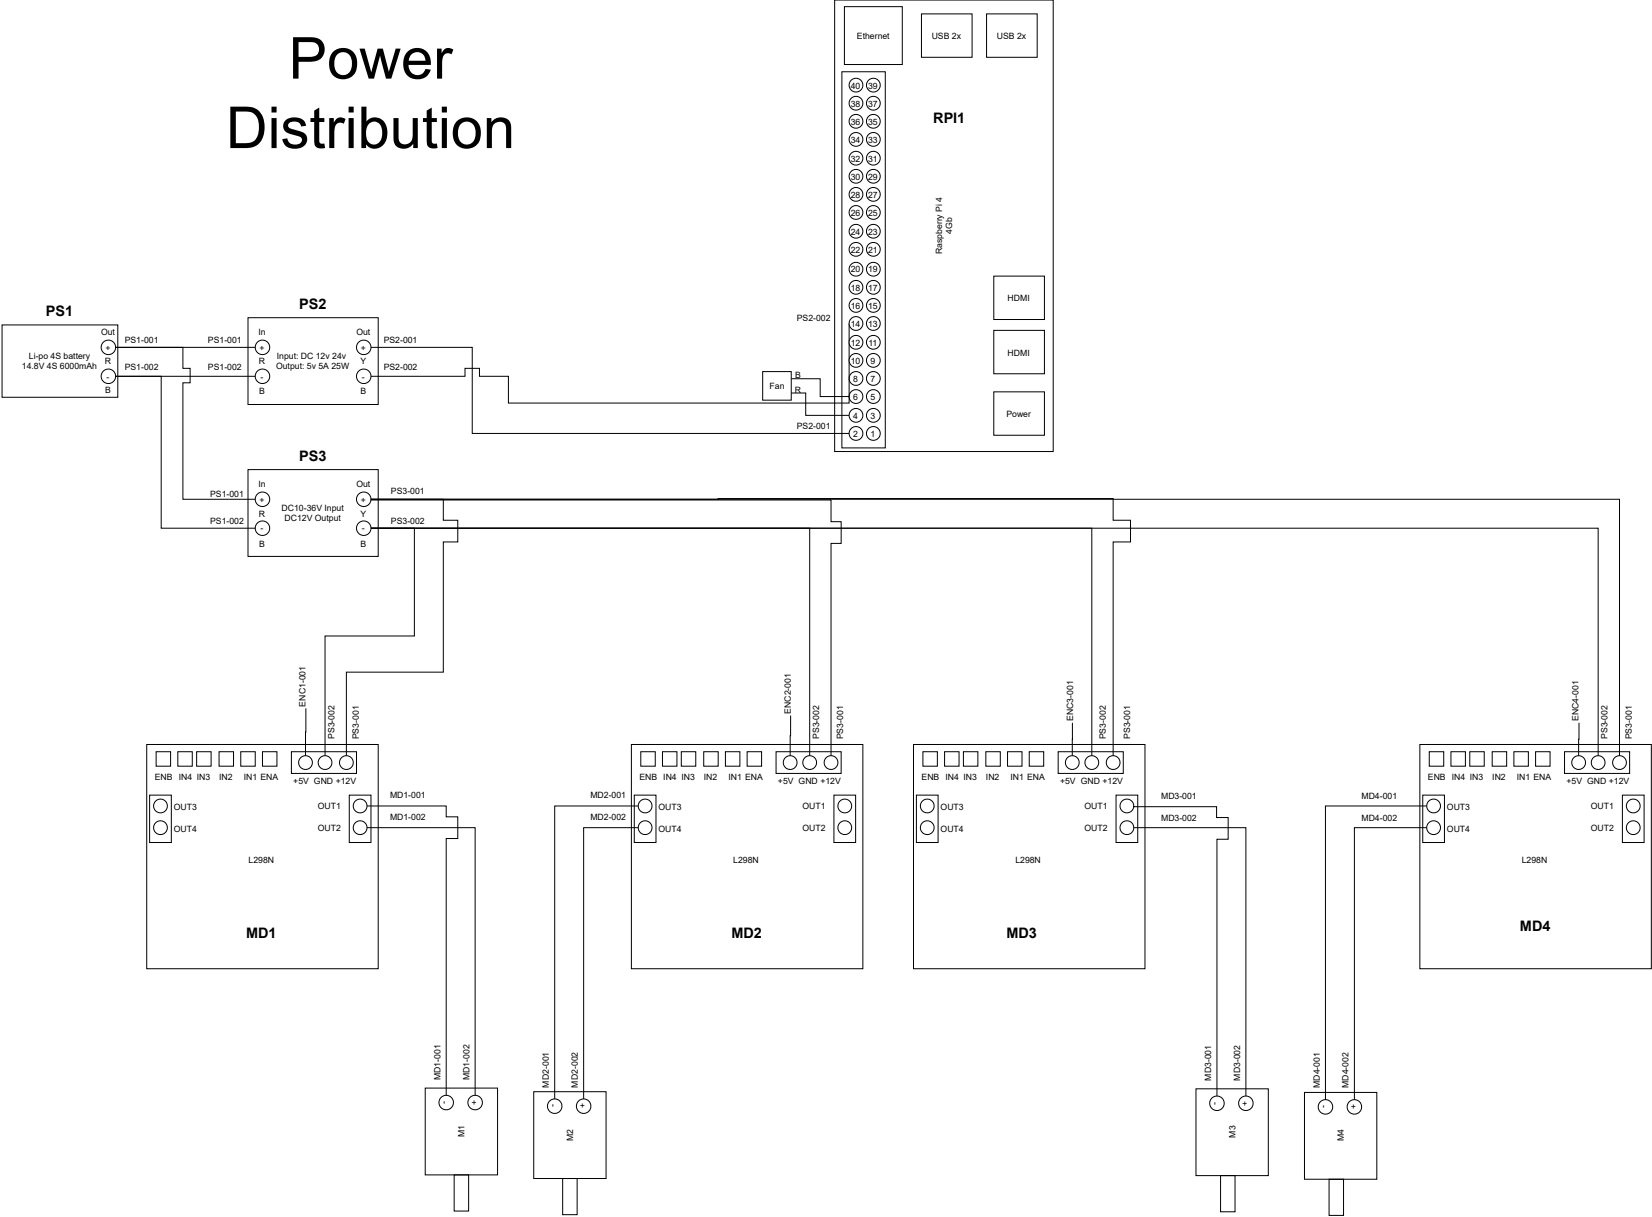 Power
Distribution
Ethernet
USB 2x
USB 2x
40 39
38 37
36 35
34 33
32 31
30 29
28 27
26 25
24 23
22 21
20 19
18 17
16 15
14 13
12 11
10 9
8 7
6 5
4 3
2 1
RPI1
Raspberry Pi 4
4Gb
HDMI
HDMI
Power
PS2-002
PS2-001
Fan
B
R
PS1
Out
+
R
-
B
Li-po 4S battery
14.8V 4S 6000mAh
PS1-001
PS1-002
PS1-001
PS1-002
PS2
In
+
R
-
B
Input: DC 12v 24v
Output: 5v 5A 25W
Out
+
Y
-
B
PS2-001
PS2-002
PS3
PS1-001
PS1-002
In
+
R
-
B
DC10-36V Input
DC12V Output
Out
+
Y
-
B
PS3-001
PS3-002
ENC1-001
PS3-002
PS3-001
ENB IN4 IN3 IN2 IN1 ENA
+5V GND +12V
OUT3
OUT4
OUT1
OUT2
L298N
MD1
MD1-001
MD1-002
ENC2-001
PS3-002
PS3-001
ENB IN4 IN3 IN2 IN1 ENA
+5V GND +12V
MD2-001
MD2-002
OUT3
OUT4
OUT1
OUT2
L298N
MD2
ENC3-001
PS3-002
PS3-001
ENB IN4 IN3 IN2 IN1 ENA
+5V GND +12V
OUT3
OUT4
OUT1
OUT2
L298N
MD3
MD3-001
MD3-002
ENC4-001
PS3-002
PS3-001
ENB IN4 IN3 IN2 IN1 ENA
+5V GND +12V
MD4-001
MD4-002
OUT3
OUT4
OUT1
OUT2
L298N
MD4
MD1-001
MD1-002
- +
M1
MD2-001
MD2-002
- +
M2
MD3-001
MD3-002
- +
M3
MD4-001
MD4-002
- +
M4